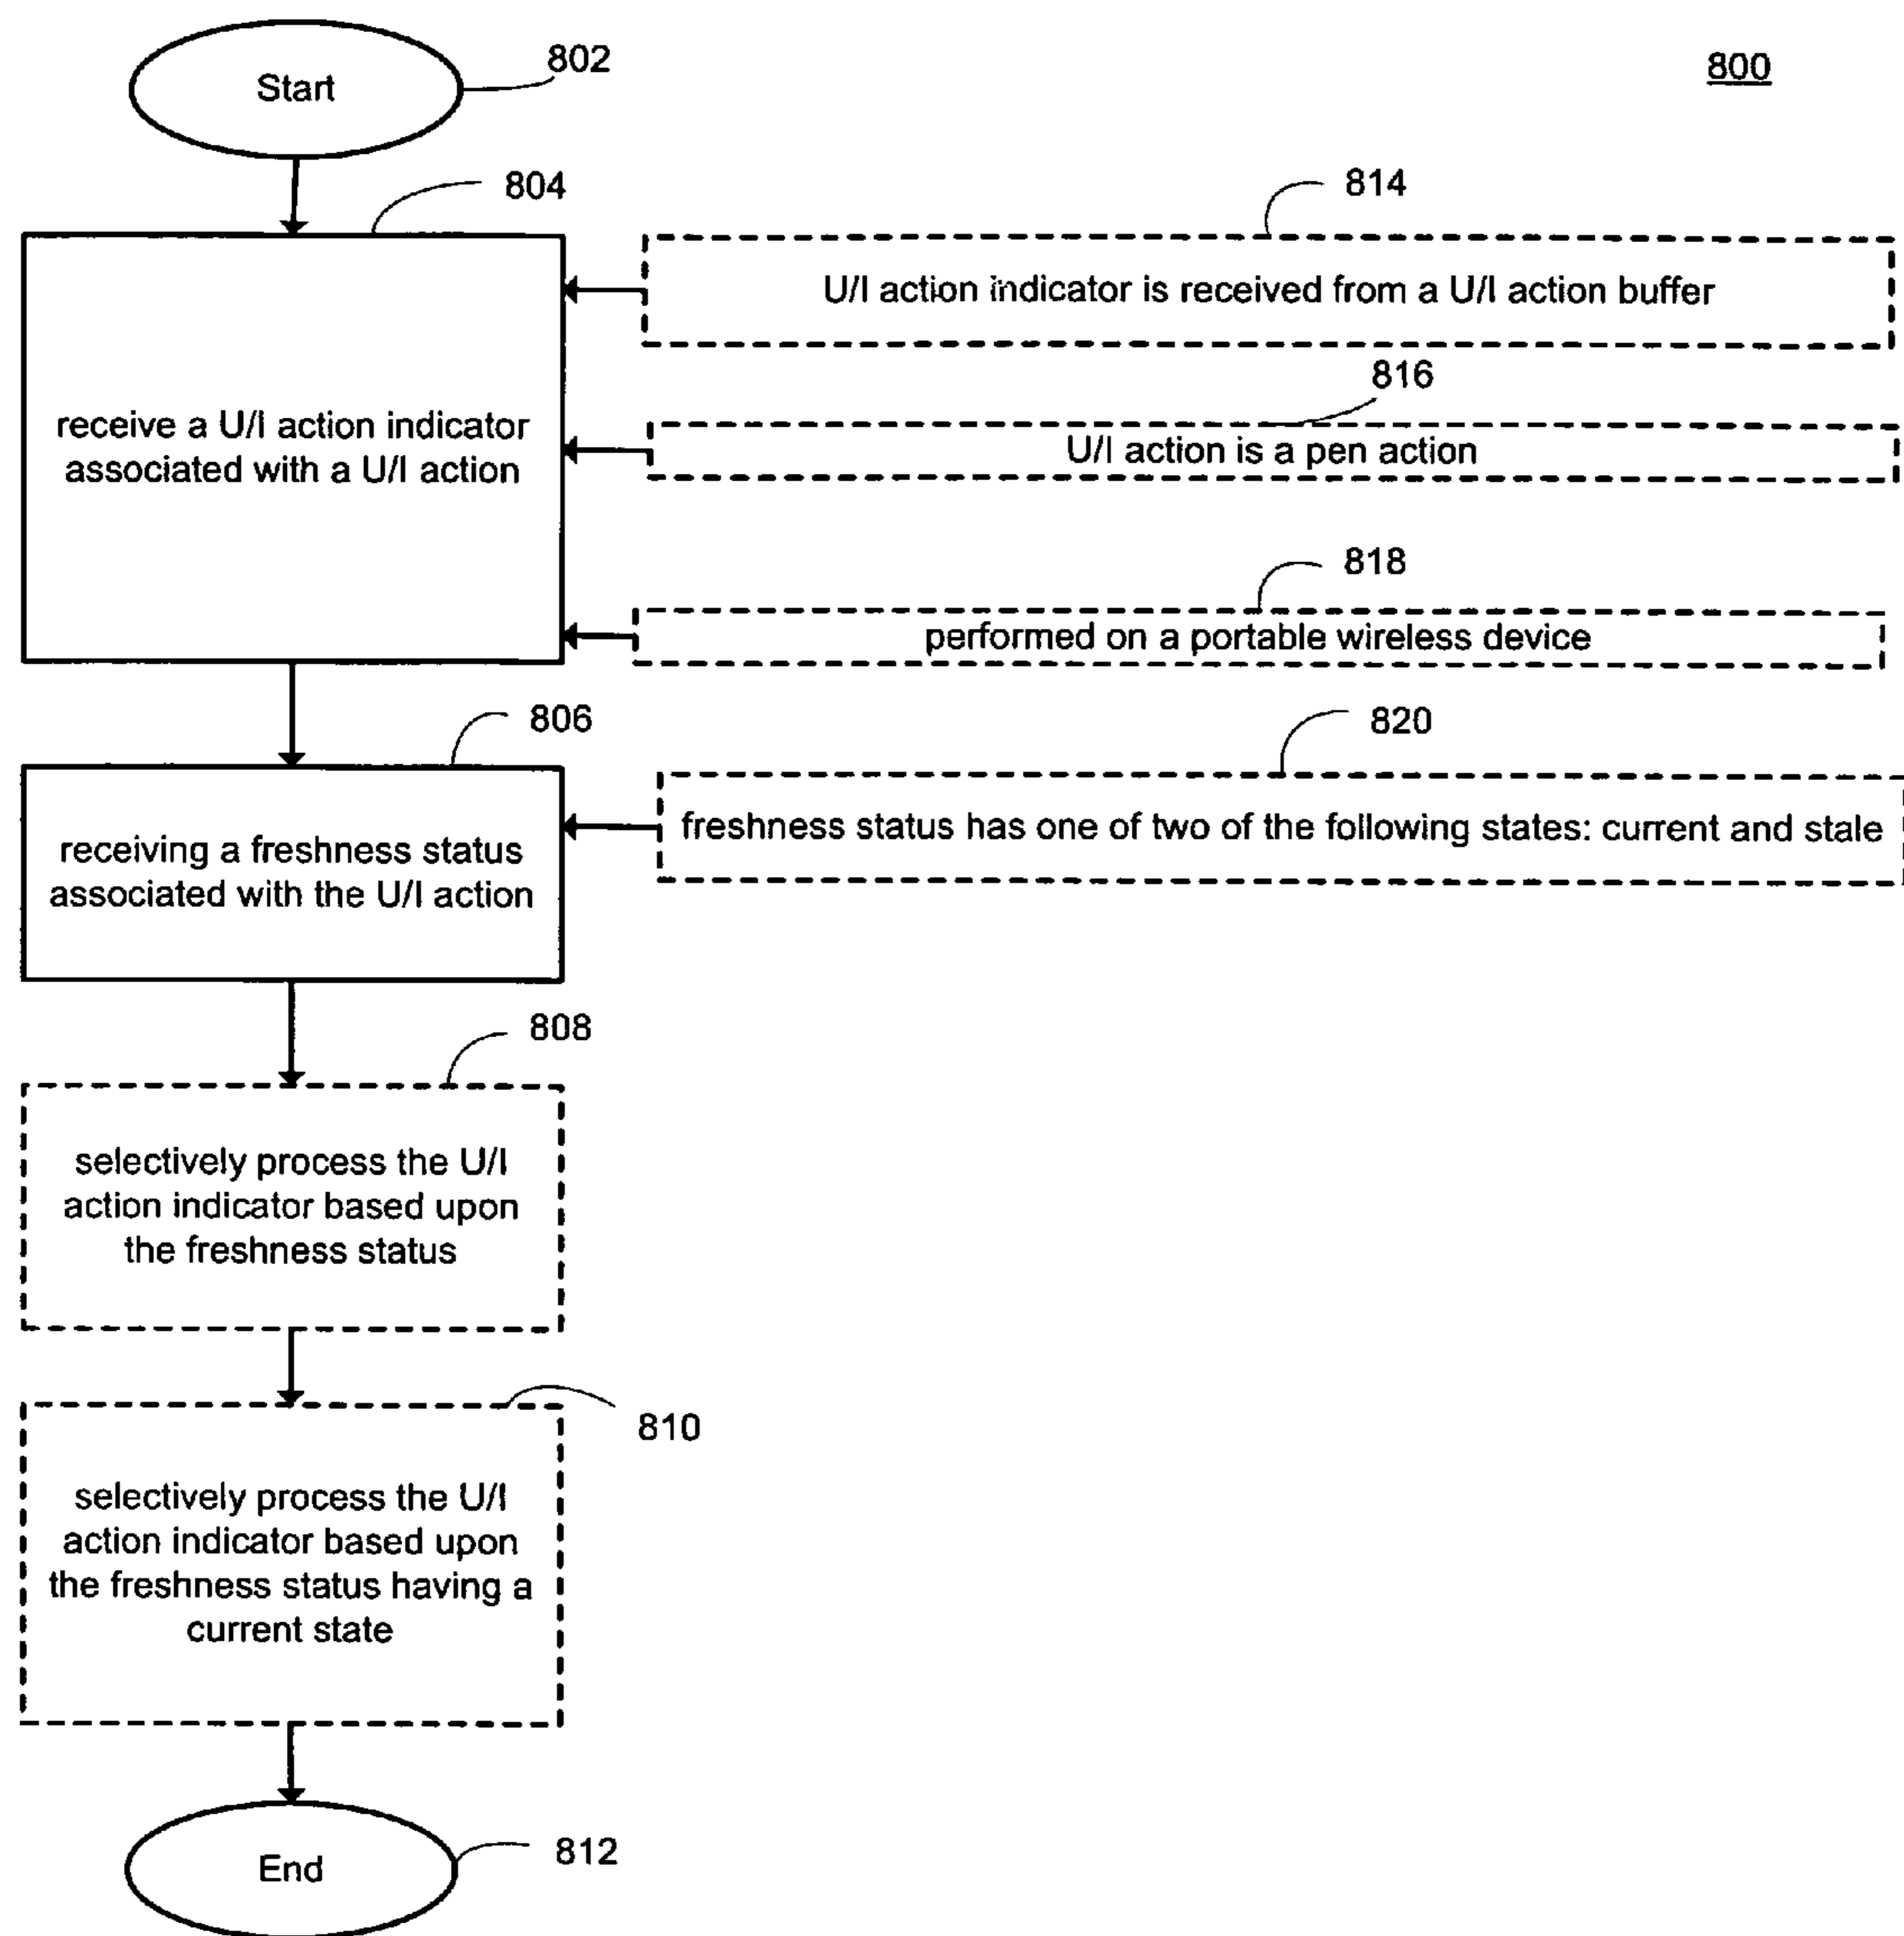 802
800
Start
804
814
U/I action indicator is received from a U/I action buffer
816
receive a U/I action indicator
associated with a U/I action
U/I action is a pen action
818
performed on a portable wireless device
806
820
freshness status has one of two of the following states: current and stale
receiving a freshness status
associated with the U/I action
808
selectively process the U/I
action indicator based upon
the freshness status
810
selectively process the U/I
action indicator based upon
the freshness status having a
current state
812
End